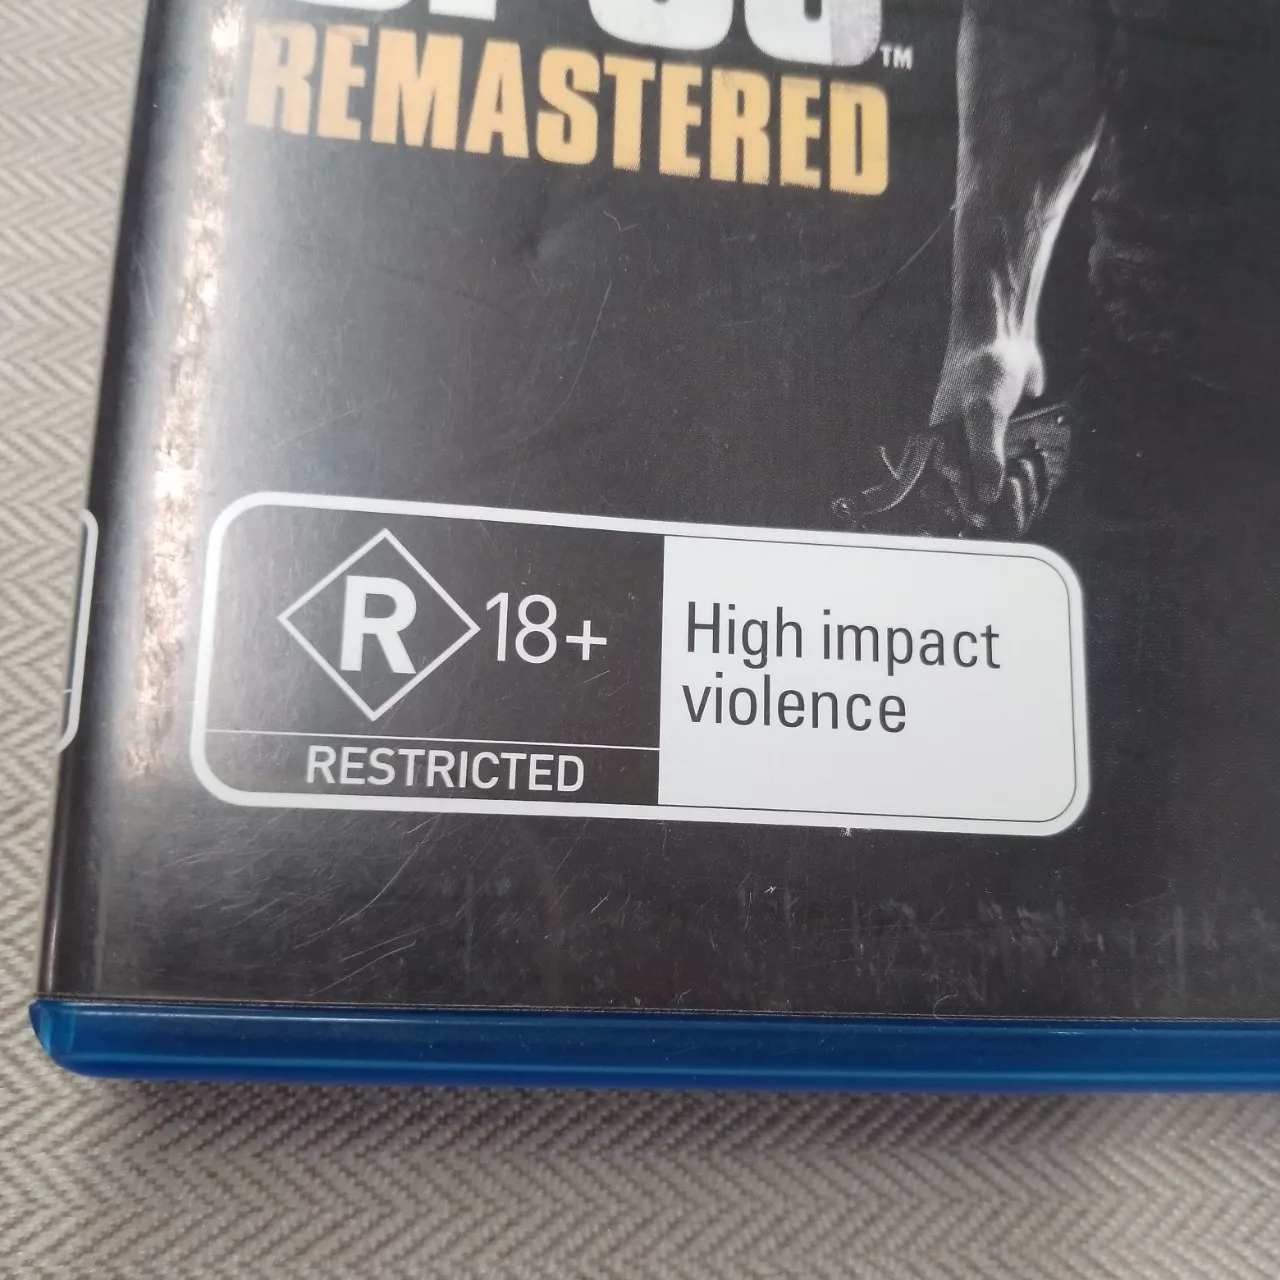 ™
REMASTERED
R 18+
High impact
violence
RESTRICTED